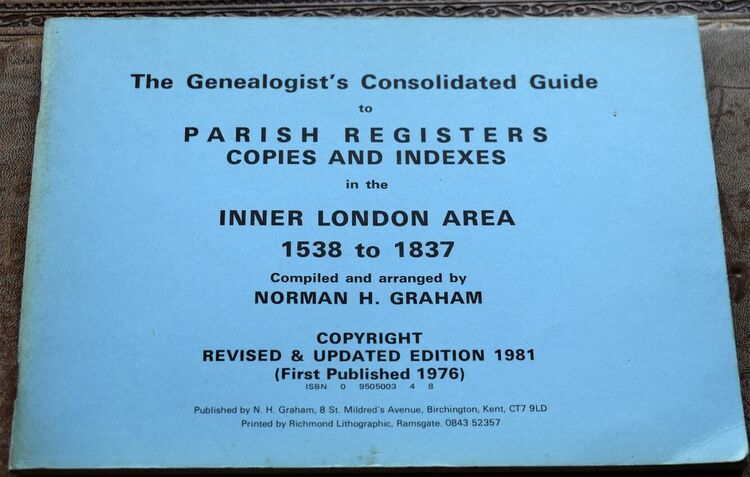 The Genealogist's Consolidated Guide
to
PARISH REGISTERS
COPIES AND INDEXES
in the
INNER LONDON AREA
1538 to 1837
Compiled and arranged by
NORMAN H. GRAHAM
COPYRIGHT
REVISED & UPDATED EDITION 1981
(First Published 1976)
ISBN 0 9505003 4 8
Published by N. H. Graham, 8 St. Mildred's Avenue, Birchington, Kent, CT7 9LD
Printed by Richmond Lithographic, Ramsgate. 0843 52357